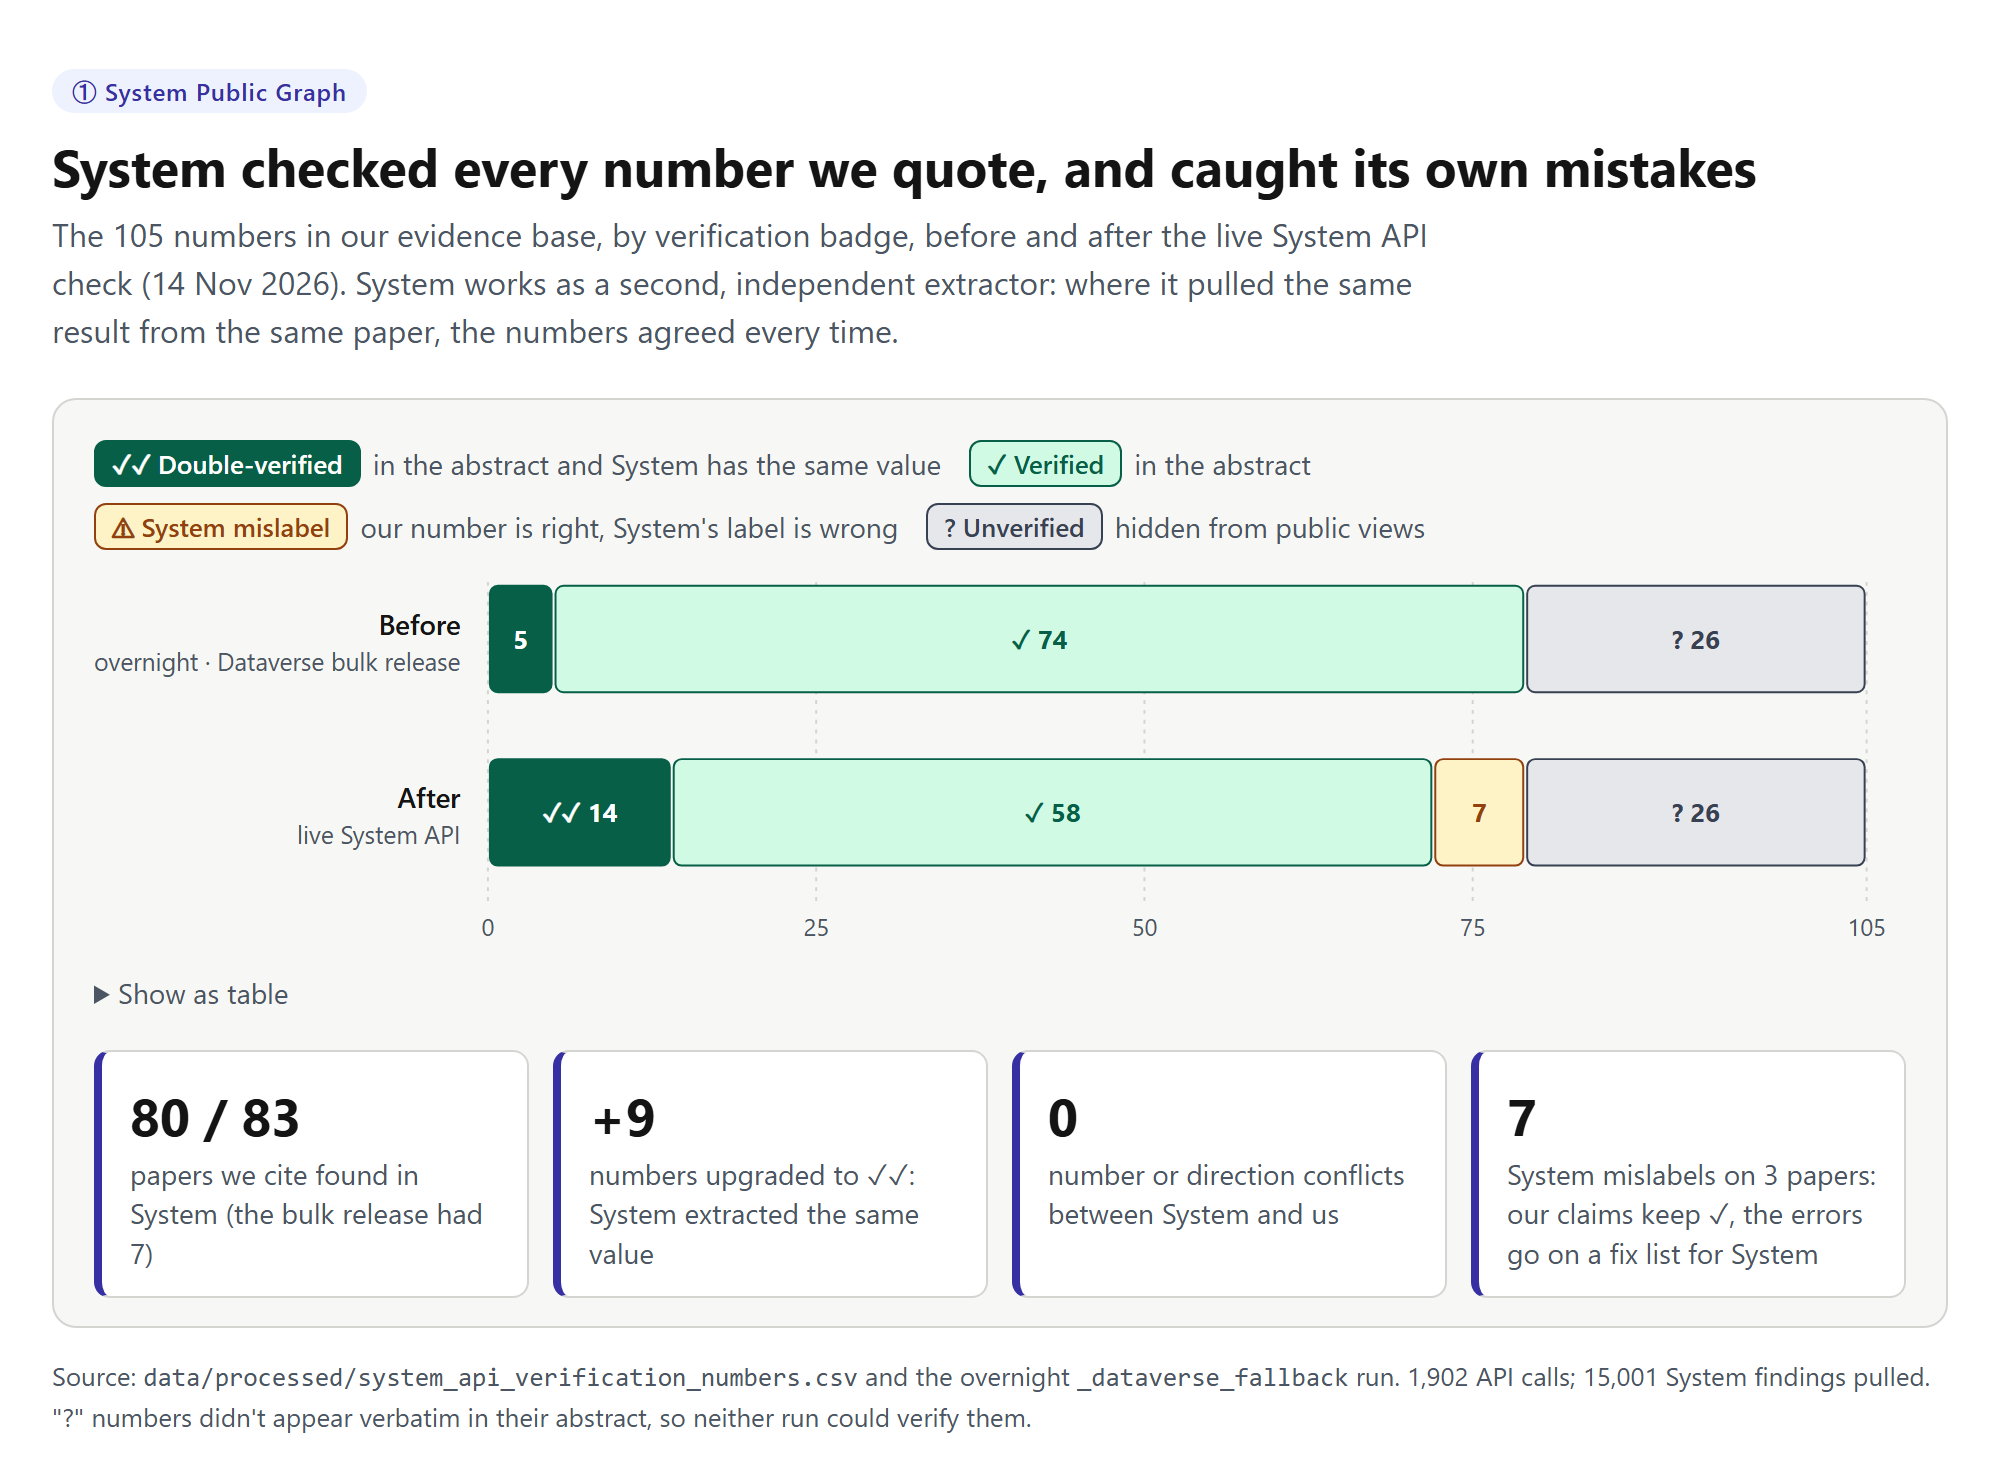 ① System Public Graph
System checked every number we quote, and caught its own mistakes
The 105 numbers in our evidence base, by verification badge, before and after the live System API
check (14 Nov 2026). System works as a second, independent extractor: where it pulled the same
result from the same paper, the numbers agreed every time.
✓✓ Double-verified in the abstract and System has the same value ✓ Verified in the abstract
⚠ System mislabel our number is right, System's label is wrong ? Unverified hidden from public views
Before
overnight · Dataverse bulk release
5 ✓ 74 ? 26
After
live System API
✓✓ 14 ✓ 58 7 ? 26
0 25 50 75 105
▶ Show as table
80 / 83
papers we cite found in
System (the bulk release had
7)
+9
numbers upgraded to ✓✓:
System extracted the same
value
0
number or direction conflicts
between System and us
7
System mislabels on 3 papers:
our claims keep ✓, the errors
go on a fix list for System
Source: data/processed/system_api_verification_numbers.csv and the overnight _dataverse_fallback run. 1,902 API calls; 15,001 System findings pulled.
"?" numbers didn't appear verbatim in their abstract, so neither run could verify them.